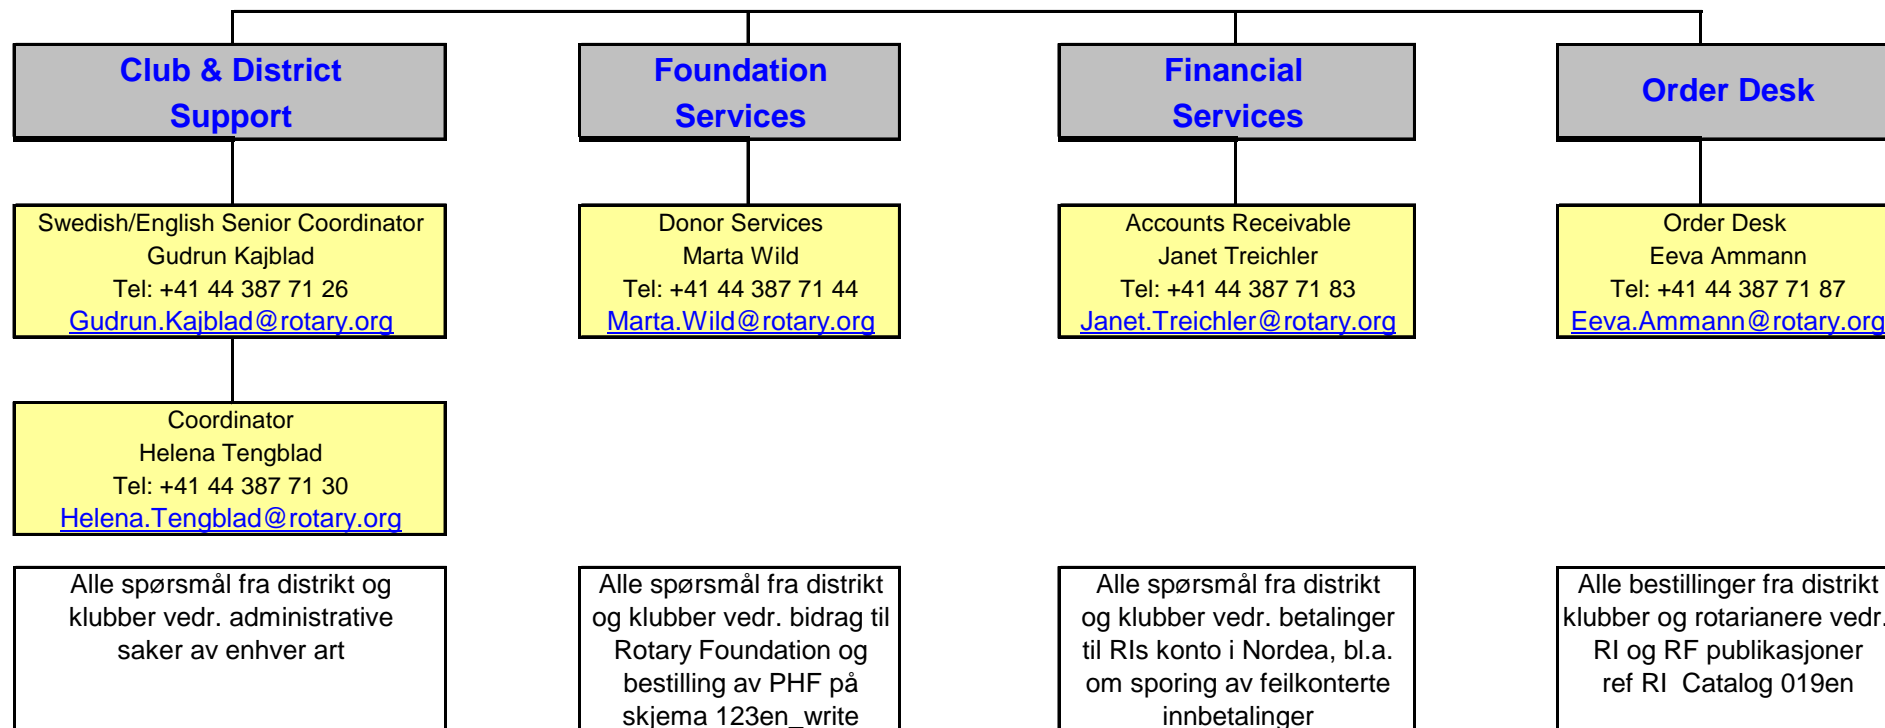 Club & District
Support
Foundation
Services
Financial
Services
Order Desk
Swedish/English Senior Coordinator
Gudrun Kajblad
Tel: +41 44 387 71 26
Gudrun.Kajblad@rotary.org
Donor Services
Marta Wild
Tel: +41 44 387 71 44
Marta.Wild@rotary.org
Accounts Receivable
Janet Treichler
Tel: +41 44 387 71 83
Janet.Treichler@rotary.org
Order Desk
Eeva Ammann
Tel: +41 44 387 71 87
Eeva.Ammann@rotary.org
Coordinator
Helena Tengblad
Tel: +41 44 387 71 30
Helena.Tengblad@rotary.org
Alle spørsmål fra distrikt og
klubber vedr. administrative
saker av enhver art
Alle spørsmål fra distrikt
og klubber vedr. bidrag til
Rotary Foundation og
bestilling av PHF på
skjema 123en_write
Alle spørsmål fra distrikt
og klubber vedr. betalinger
til RIs konto i Nordea, bl.a.
om sporing av feilkonterte
innbetalinger
Alle bestillinger fra distrikt
klubber og rotarianere vedr.
RI og RF publikasjoner
ref RI  Catalog 019en